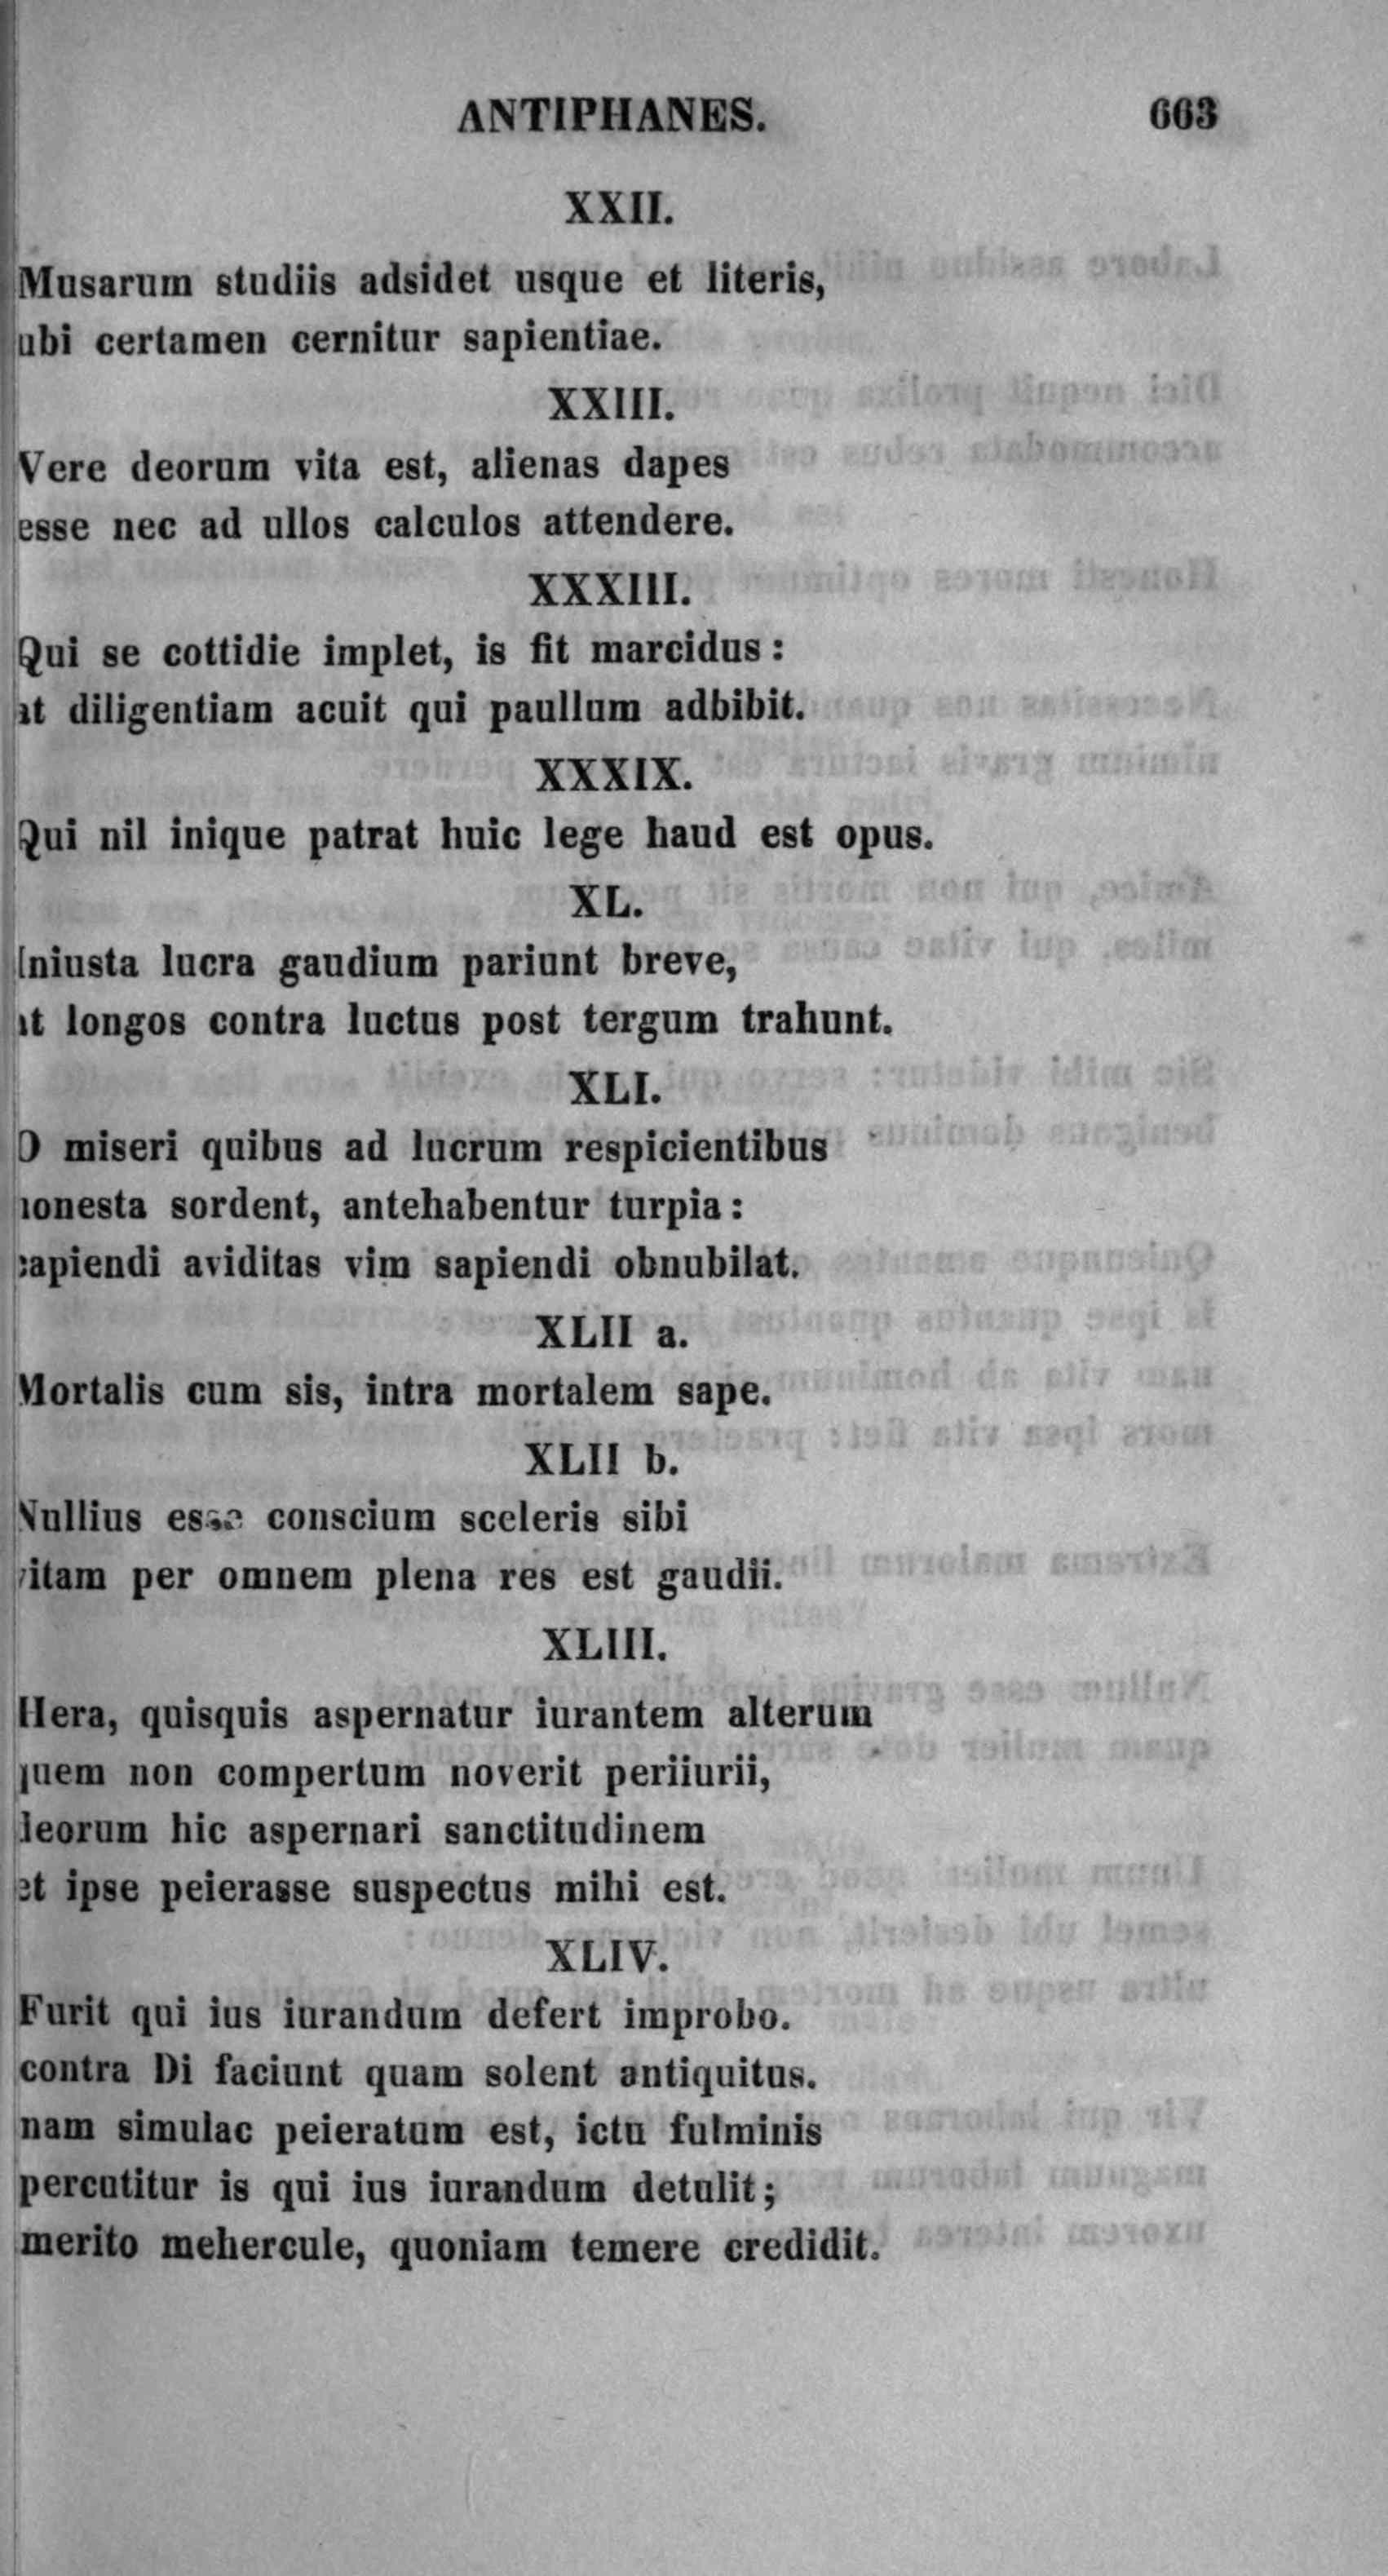 ANTIPHANES. 663
XXII.
Musarum studiis adsidet usque et literis,
ubi certamen cernitur sapientiae.
XXIII.
Vere deorum vita est, alienas dapes
esse nec ad ullos calculos attendere.
XXXIII.
Qui se cottidie implet, is fit marcidus:
at diligentiam acuit qui paullum adbibit.
XXXIX.
Qui nil inique patrat huic lege haud est opus.
XL.
Iniusta lucra gaudium pariunt breve,
at longos contra luctus post tergum trahunt.
XLI.
O miseri quibus ad lucrum respicientibus
honesta sordent, antehabentur turpia:
capiendi aviditas vim sapiendi obnubilat.
XLII a.
Mortalis cum sis, intra mortalem sape.
XLII b.
Nullius esse conscium sceleris sibi
vitam per omnem plena res est gaudii.
XLIII.
Hera, quisquis aspernatur iurantem alterum
quem non compertum noverit periiurii,
deorum hic aspernari sanctitudinem
et ipse peierasse suspectus mihi est.
XLIV.
Furit qui ius iurandum defert improbo.
contra Di faciunt quam solent antiquitus.
nam simulac peieratum est, ictu fulminis
percutitur is qui ius iurandum detulit;
merito mehercule, quoniam temere credidit.